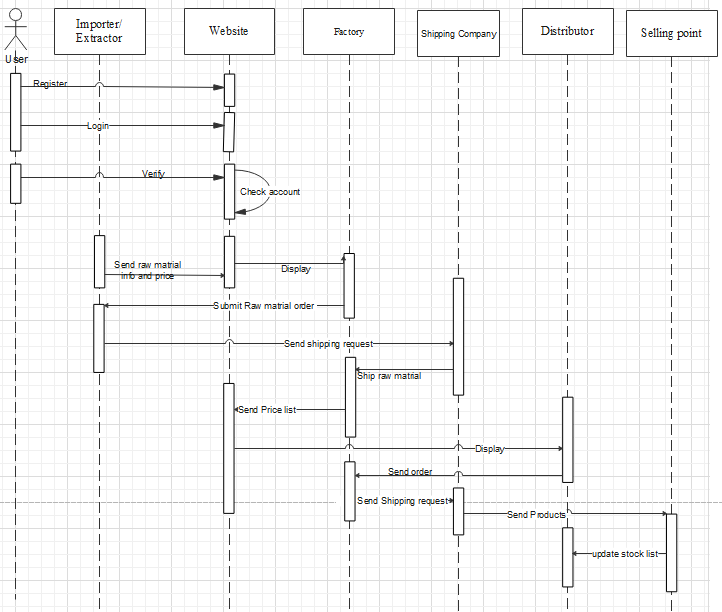 Importer/
Extractor
Website
Factory
Shipping Company
Distributor
Selling point
User
Register
Login
Verify
Check account
Send raw matrial
info and price
Display
Submit Raw matrial order
Send shipping request
Ship raw matrial
Send Price list
Display
Send order
Send Shipping request
Send Products
update stock list